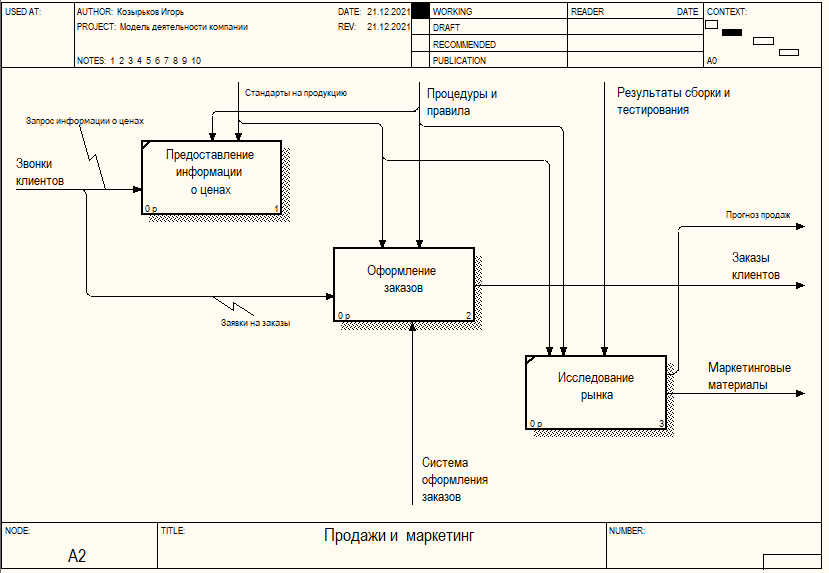 USED AT:
AUTHOR: Козырьков Игорь
DATE: 21.12.2021
WORKING
READER
DATE
CONTEXT:
PROJECT: Модель деятельности компании
REV: 21.12.2021
DRAFT
RECOMMENDED
NOTES: 1 2 3 4 5 6 7 8 9 10
PUBLICATION
A0
Стандарты на продукцию
Процедуры и
правила
Результаты сборки и
тестирования
Запрос информации о ценах
Звонки
клиентов
Предоставление
информации
о ценах
0 р
1
Прогноз продаж
Заказы
клиентов
Оформление
заказов
0 р
2
Заявки на заказы
Маркетинговые
материалы
Исследование
рынка
0 р
3
Система
оформления
заказов
NODE:
A2
TITLE:
Продажи и маркетинг
NUMBER: